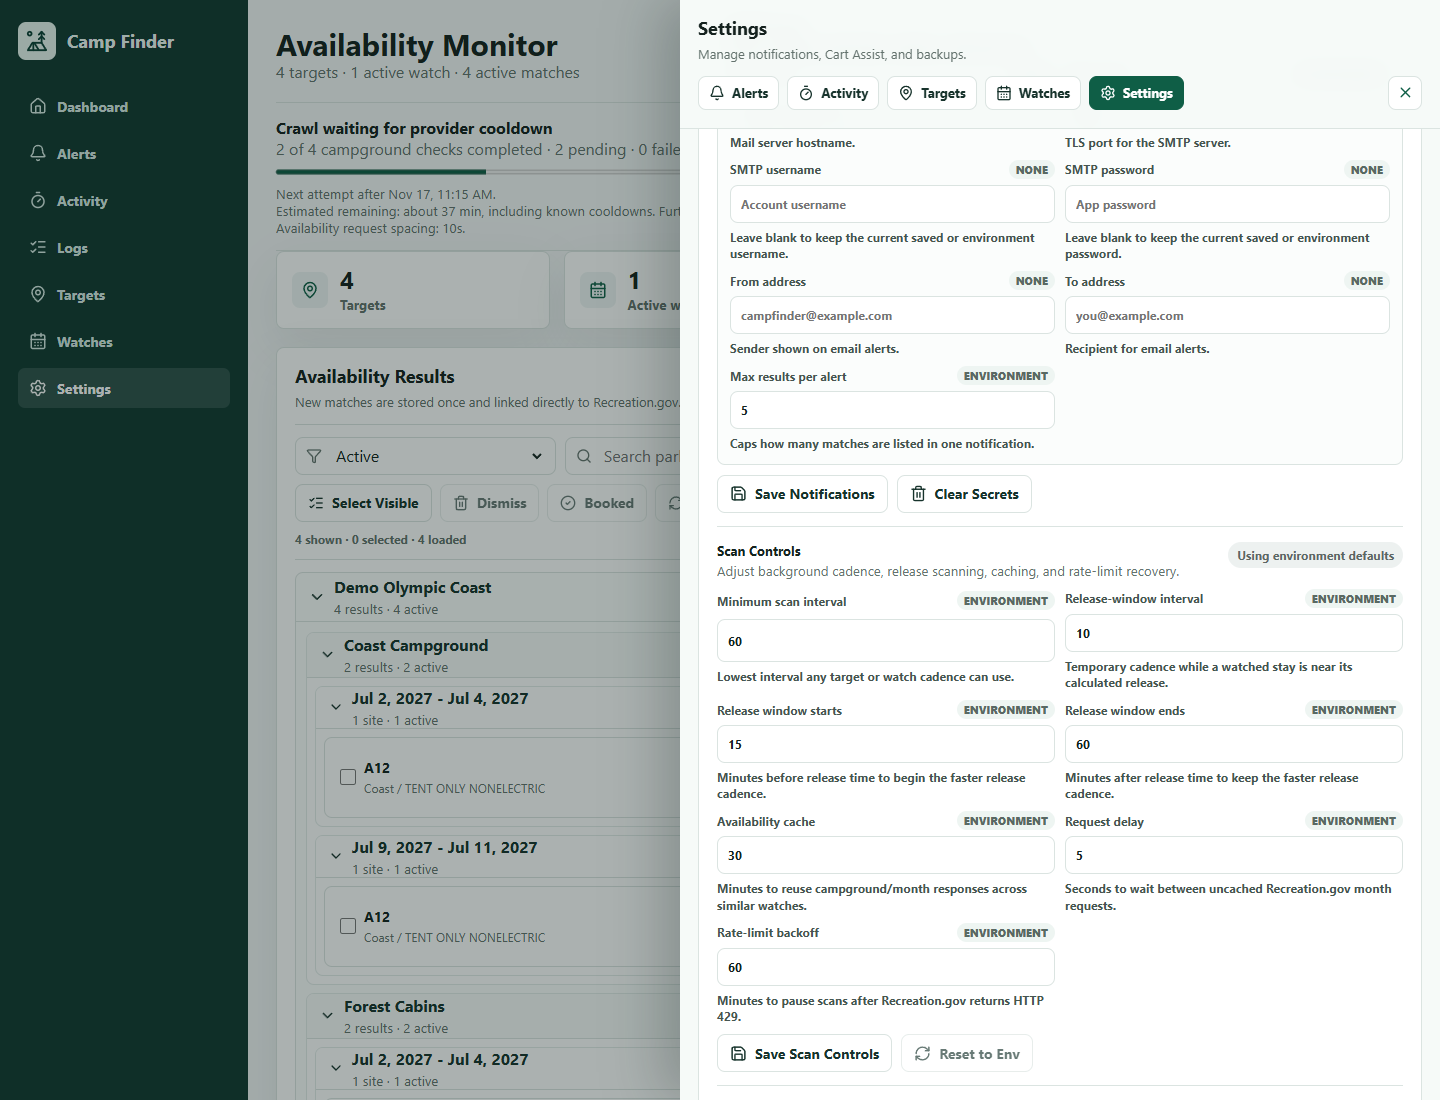 Camp Finder
Dashboard
Alerts
Activity
Logs
Targets
Watches
Settings
Availability Monitor
4 targets · 1 active watch · 4 active matches
Crawl waiting for provider cooldown
2 of 4 campground checks completed · 2 pending · 0 faile
Next attempt after Nov 17, 11:15 AM.
Estimated remaining: about 37 min, including known cooldowns. Furt
Availability request spacing: 10s.
4
Targets
1
Active w
Availability Results
New matches are stored once and linked directly to Recreation.gov.
Active
Search par
Select Visible
Dismiss
Booked
4 shown · 0 selected · 4 loaded
Demo Olympic Coast
4 results · 4 active
Coast Campground
2 results · 2 active
Jul 2, 2027 - Jul 4, 2027
1 site · 1 active
A12
Coast / TENT ONLY NONELECTRIC
Jul 9, 2027 - Jul 11, 2027
1 site · 1 active
A12
Coast / TENT ONLY NONELECTRIC
Forest Cabins
2 results · 2 active
Jul 2, 2027 - Jul 4, 2027
1 site · 1 active
Settings
Manage notifications, Cart Assist, and backups.
Alerts
Activity
Targets
Watches
Settings
Mail server hostname.
TLS port for the SMTP server.
SMTP username NONE
SMTP password NONE
Account username
App password
Leave blank to keep the current saved or environment
username.
Leave blank to keep the current saved or environment
password.
From address NONE
To address NONE
campfinder@example.com
you@example.com
Sender shown on email alerts.
Recipient for email alerts.
Max results per alert ENVIRONMENT
5
Caps how many matches are listed in one notification.
Save Notifications
Clear Secrets
Scan Controls
Using environment defaults
Adjust background cadence, release scanning, caching, and rate-limit recovery.
Minimum scan interval ENVIRONMENT
Release-window interval ENVIRONMENT
60
10
Lowest interval any target or watch cadence can use.
Temporary cadence while a watched stay is near its
calculated release.
Release window starts ENVIRONMENT
Release window ends ENVIRONMENT
15
60
Minutes before release time to begin the faster release
cadence.
Minutes after release time to keep the faster release
cadence.
Availability cache ENVIRONMENT
Request delay ENVIRONMENT
30
5
Minutes to reuse campground/month responses across
similar watches.
Seconds to wait between uncached Recreation.gov month
requests.
Rate-limit backoff ENVIRONMENT
60
Minutes to pause scans after Recreation.gov returns HTTP
429.
Save Scan Controls
Reset to Env